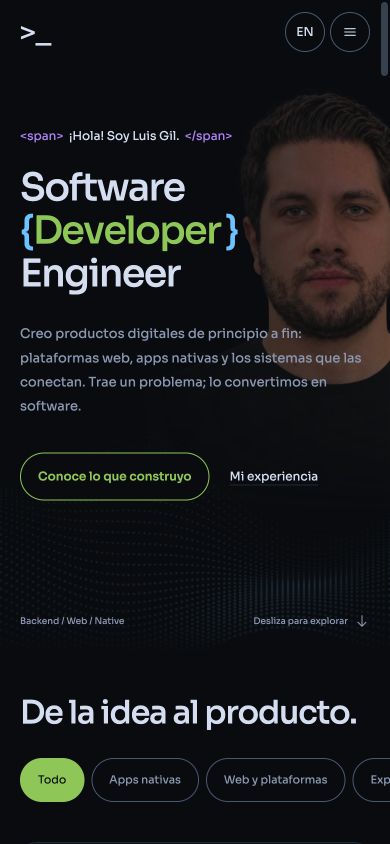 >_
EN
<span> ¡Hola! Soy Luis Gil. </span>
Software
{Developer}
Engineer
Creo productos digitales de principio a fin:
plataformas web, apps nativas y los sistemas que las
conectan. Trae un problema; lo convertimos en
software.
Conoce lo que construyo
Mi experiencia
Backend / Web / Native
Desliza para explorar ↓
De la idea al producto.
Todo
Apps nativas
Web y plataformas
Exp